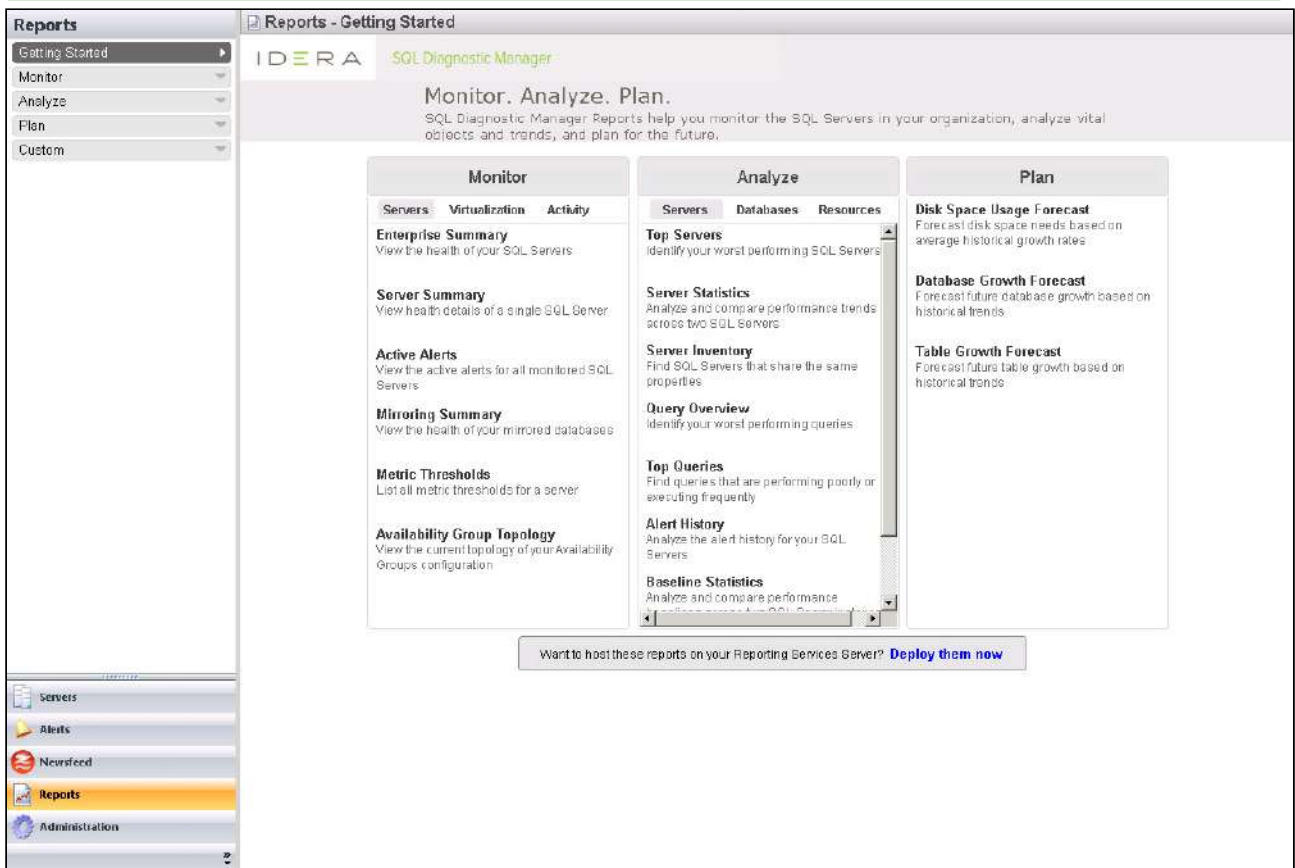 Reports
Getting Started
Monitor
Analyze
Plan
Custom
Reports - Getting Started
IDERA
SQL Diagnostic Manager
Monitor. Analyze. Plan.
SQL Diagnostic Manager Reports help you monitor the SQL Servers in your organization, analyze vital
objects and trends, and plan for the future.
Monitor
Servers Virtualization Activity
Enterprise Summary
View the health of your SQL Servers
Server Summary
View health details of a single SQL Server
Active Alerts
View the active alerts for all monitored SQL
Servers
Mirroring Summary
View the health of your mirrored databases
Metric Thresholds
List all metric thresholds for a server
Availability Group Topology
View the current topology of your Availability
Groups configuration
Analyze
Servers Databases Resources
Top Servers
Identify your worst performing SQL Servers
Server Statistics
Analyze and compare performance trends
across two SQL Servers
Server Inventory
Find SQL Servers that share the same
properties
Query Overview
Identify your worst performing queries
Top Queries
Find queries that are performing poorly or
executing frequently
Alert History
Analyze the alert history for your SQL
Servers
Baseline Statistics
Analyze and compare performance
Plan
Disk Space Usage Forecast
Forecast disk space needs based on
average historical growth rates
Database Growth Forecast
Forecast future database growth based on
historical trends
Table Growth Forecast
Forecast future table growth based on
historical trends
Want to host these reports on your Reporting Services Server? Deploy them now
Servers
Alerts
Newsfeed
Reports
Administration